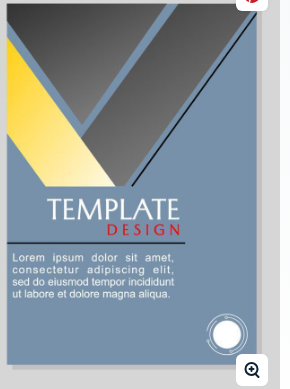 TEMPLATE
DESIGN
Lorem ipsum dolor sit amet,
consectetur adipiscing elit,
sed do eiusmod tempor incididunt
ut labore et dolore magna aliqua.